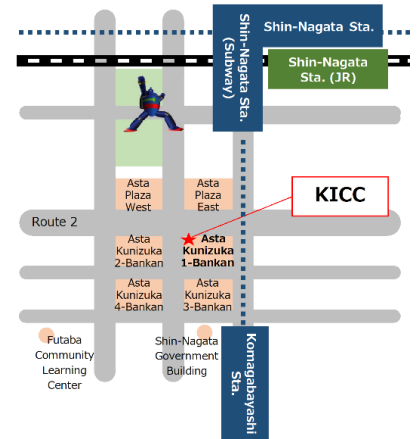 Shin-Nagata Sta.
Shin-Nagata Sta.
(Subway)
Shin-Nagata
Sta. (JR)
Asta
Plaza
West
Asta
Plaza
East
KICC
Route 2
Asta
Kunizuka
2-Bankan
Asta
Kunizuka
1-Bankan
Asta
Kunizuka
4-Bankan
Asta
Kunizuka
3-Bankan
Futaba
Community
Learning
Center
Shin-Nagata
Government
Building
Komagabayashi
Sta.